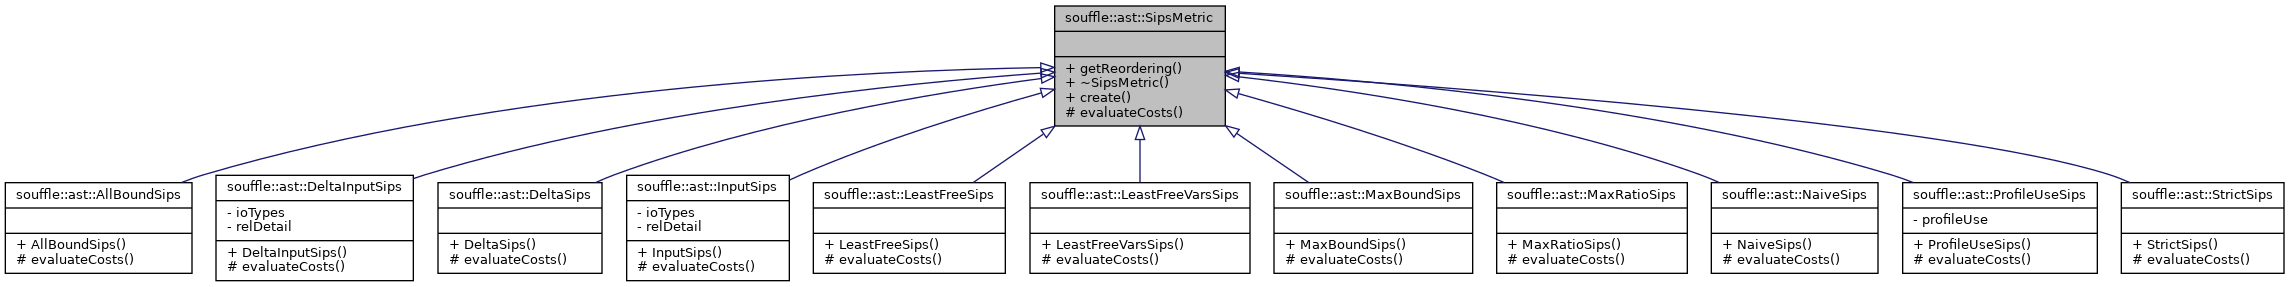 souffle::ast::SipsMetric
+ getReordering()
+ ~SipsMetric()
+ create()
# evaluateCosts()
souffle::ast::AllBoundSips
+ AllBoundSips()
# evaluateCosts()
souffle::ast::DeltaInputSips
- ioTypes
- relDetail
+ DeltaInputSips()
# evaluateCosts()
souffle::ast::DeltaSips
+ DeltaSips()
# evaluateCosts()
souffle::ast::InputSips
- ioTypes
- relDetail
+ InputSips()
# evaluateCosts()
souffle::ast::LeastFreeSips
+ LeastFreeSips()
# evaluateCosts()
souffle::ast::LeastFreeVarsSips
+ LeastFreeVarsSips()
# evaluateCosts()
souffle::ast::MaxBoundSips
+ MaxBoundSips()
# evaluateCosts()
souffle::ast::MaxRatioSips
+ MaxRatioSips()
# evaluateCosts()
souffle::ast::NaiveSips
+ NaiveSips()
# evaluateCosts()
souffle::ast::ProfileUseSips
- profileUse
+ ProfileUseSips()
# evaluateCosts()
souffle::ast::StrictSips
+ StrictSips()
# evaluateCosts()